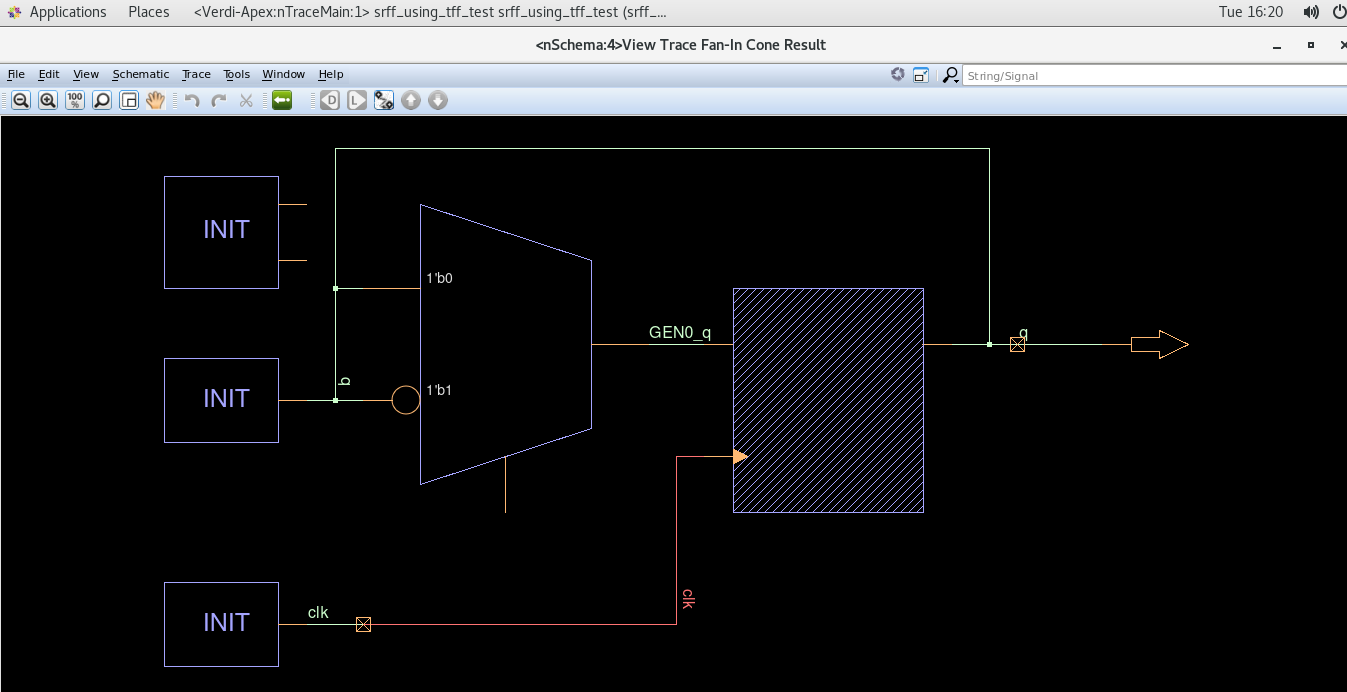 Applications Places <Verdi-Apex:nTraceMain:1> srff_using_tff_test srff_using_tff_test (srff_... Tue 16:20
<nSchema:4>View Trace Fan-In Cone Result
File Edit View Schematic Trace Tools Window Help String/Signal
100 %
D L
INIT
1'b0
GEN0_q
q
q
1'b1
INIT
clk
clk
INIT